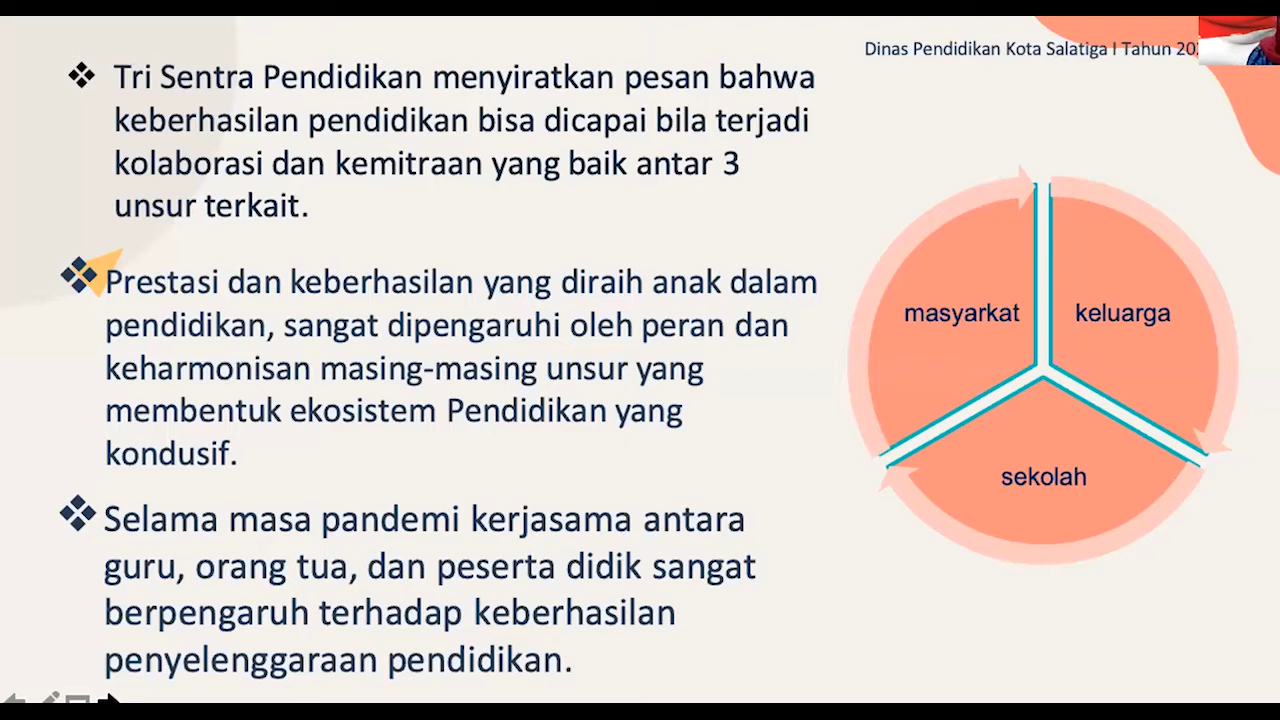 Dinas Pendidikan Kota Salatiga I Tahun
Tri Sentra Pendidikan menyiratkan pesan bahwa
keberhasilan pendidikan bisa dicapai bila terjadi
kolaborasi dan kemitraan yang baik antar 3
unsur terkait.
Prestasi dan keberhasilan yang diraih anak dalam
pendidikan, sangat dipengaruhi oleh peran dan
keharmonisan masing-masing unsur yang
membentuk ekosistem Pendidikan yang
kondusif.
Selama masa pandemi kerjasama antara
guru, orang tua, dan peserta didik sangat
berpengaruh terhadap keberhasilan
penyelenggaraan pendidikan.
masyarkat
keluarga
sekolah